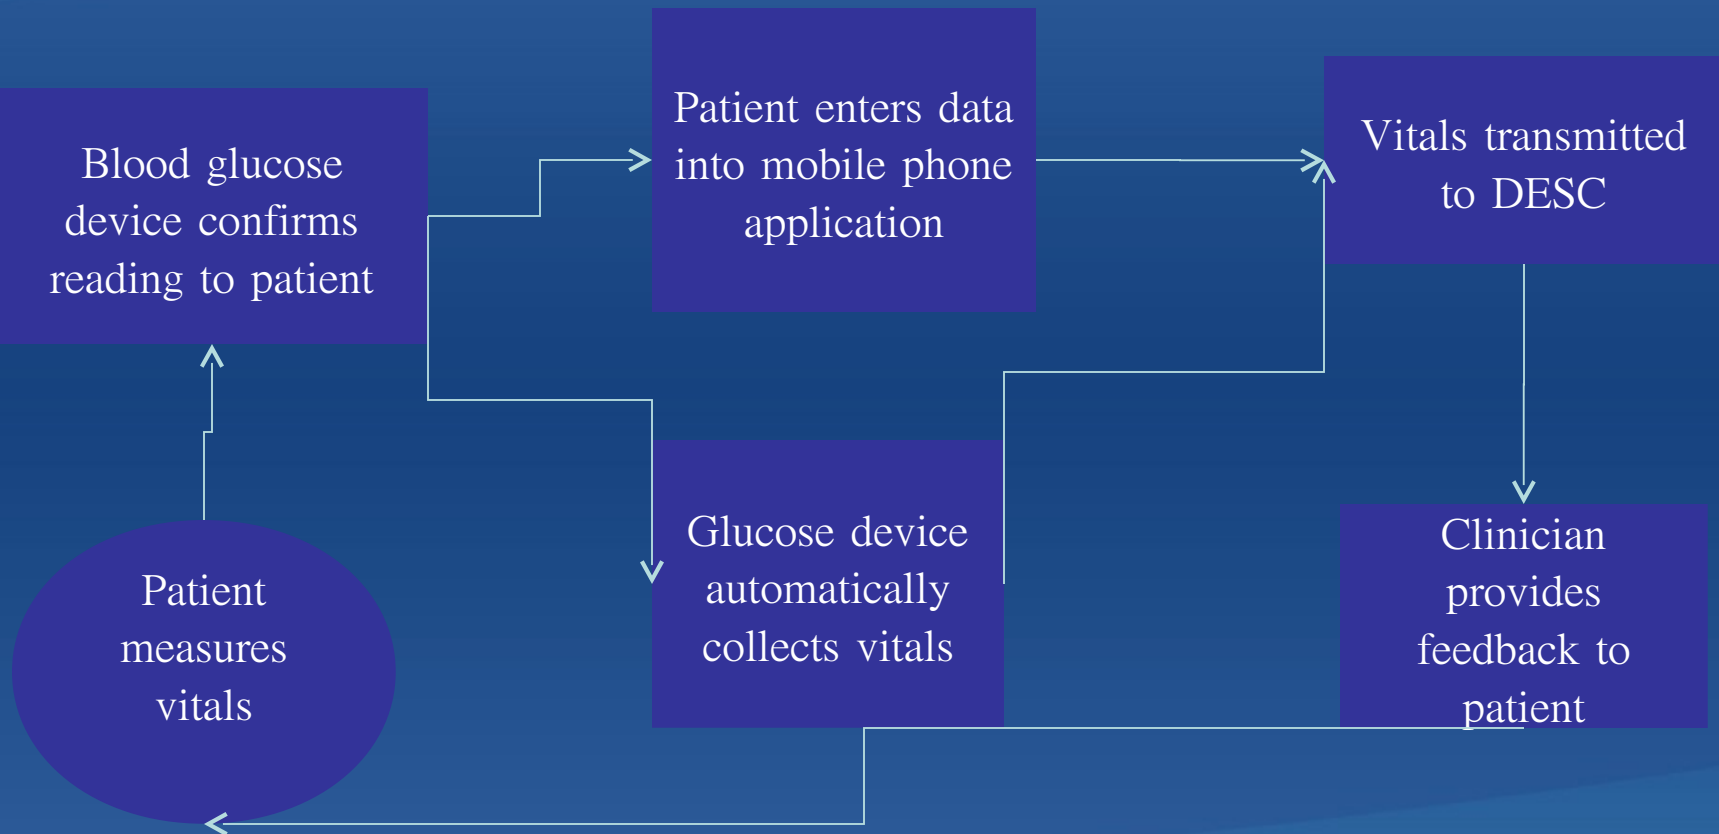 Blood glucose
device confirms
reading to patient
Patient enters data
into mobile phone
application
Vitals transmitted
to DESC
Patient
measures
vitals
Glucose device
automatically
collects vitals
Clinician
provides
feedback to
patient